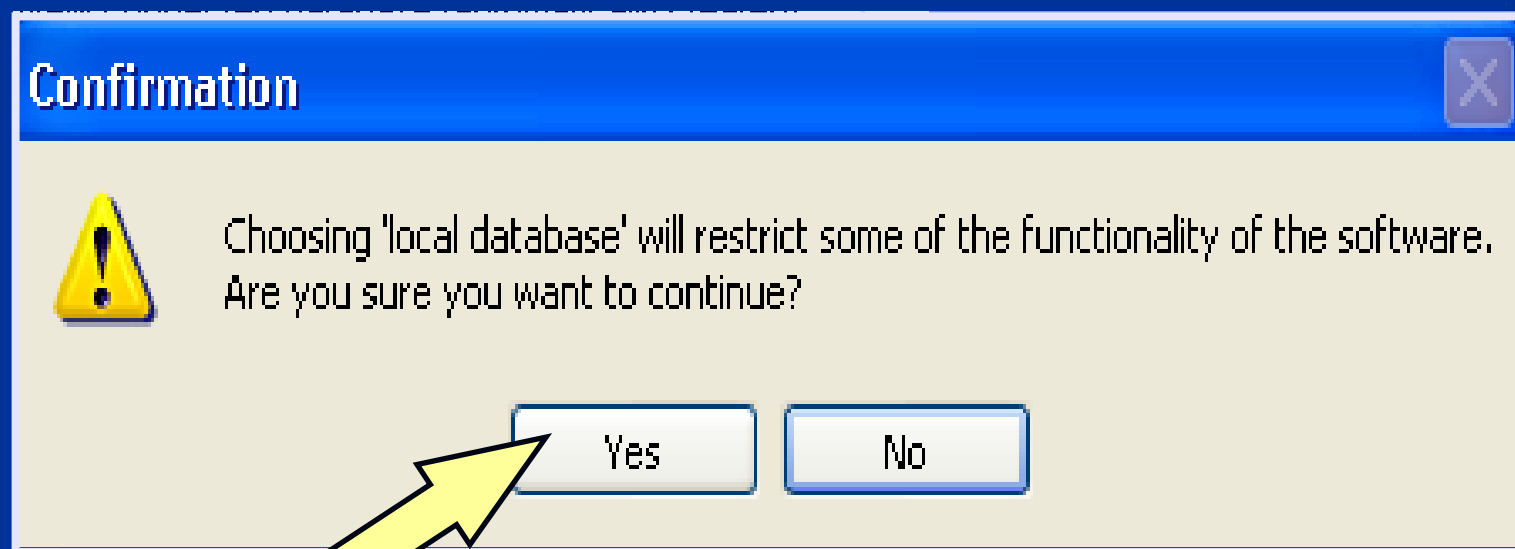 Confirmation
Choosing 'local database' will restrict some of the functionality of the software.
Are you sure you want to continue?
Yes
No